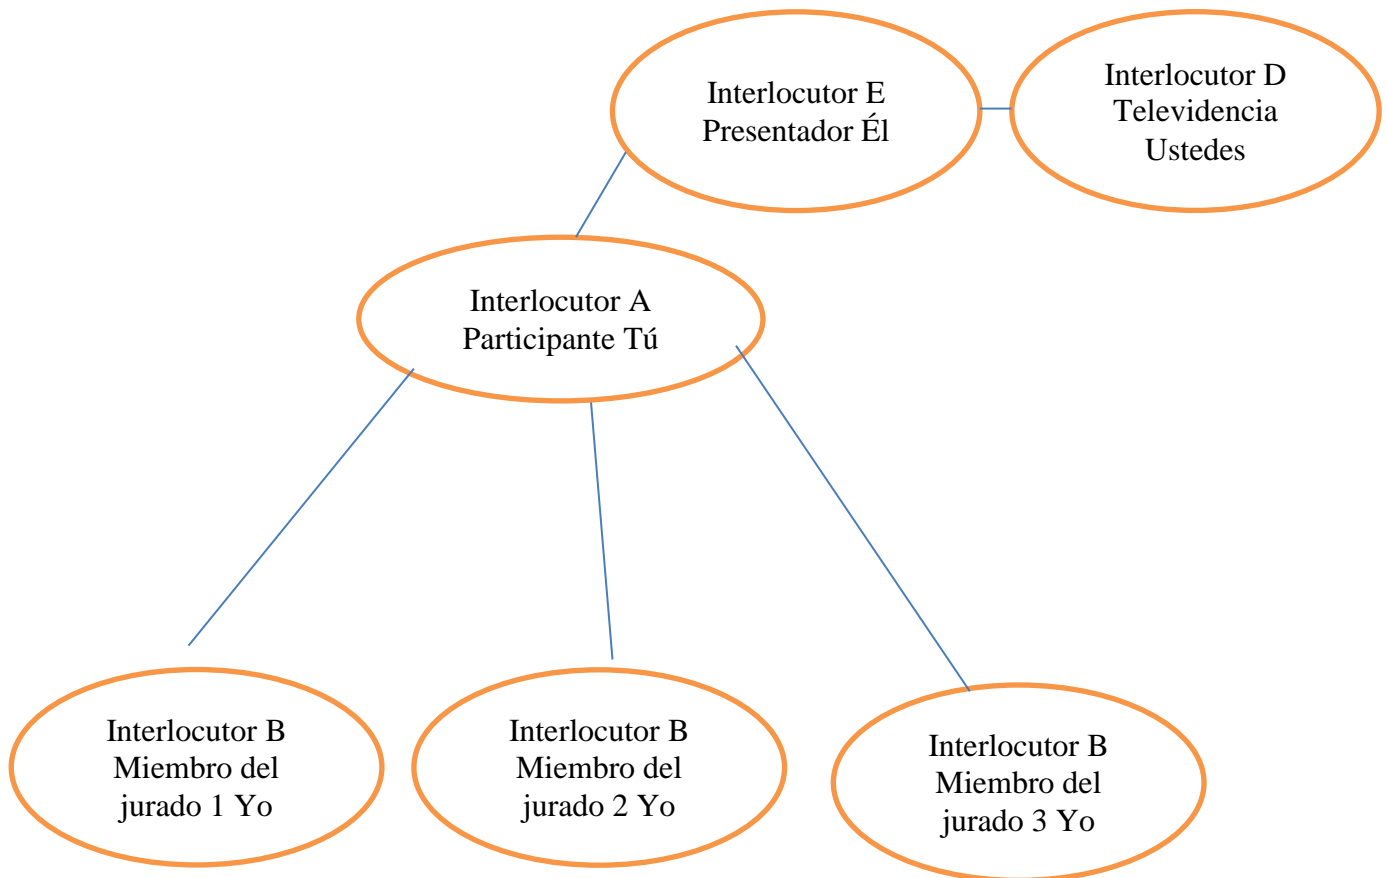 Interlocutor E
Presentador Él
Interlocutor D
Televidencia
Ustedes
Interlocutor A
Participante Tú
Interlocutor B
Miembro del
jurado 1 Yo
Interlocutor B
Miembro del
jurado 2 Yo
Interlocutor B
Miembro del
jurado 3 Yo